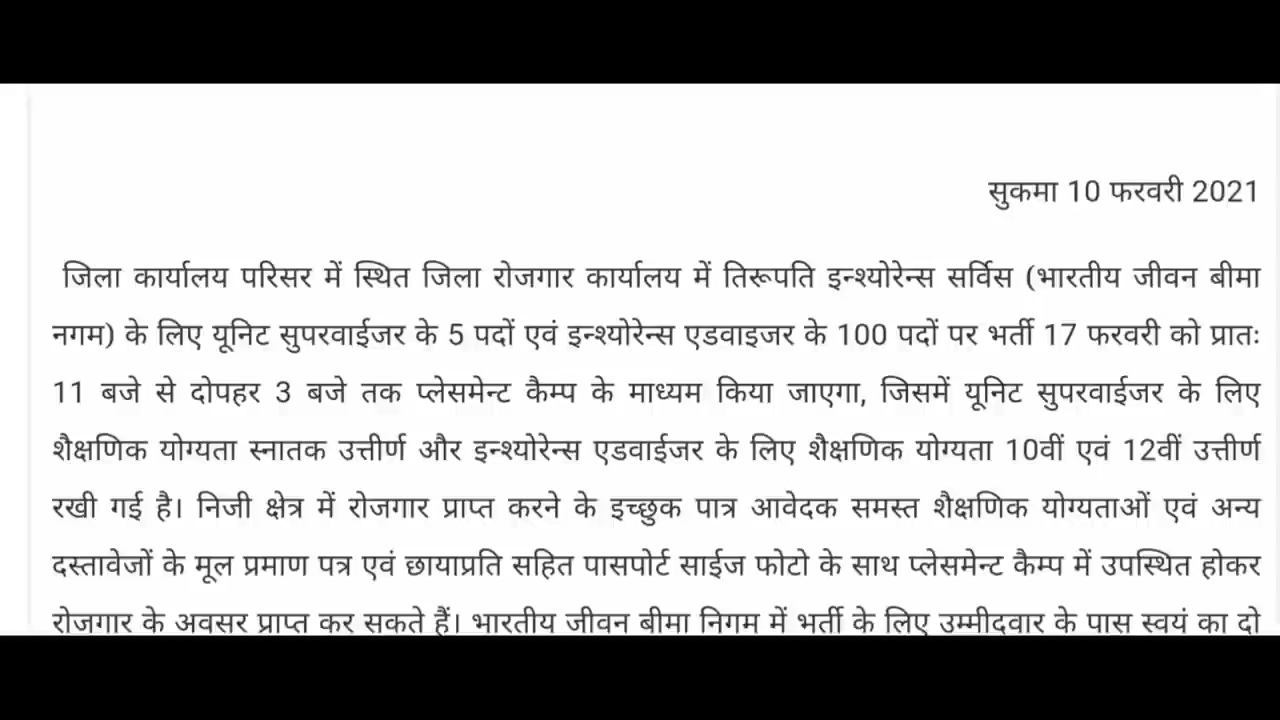 सुकमा 10 फरवरी 2021
जिला कार्यालय परिसर में स्थित जिला रोजगार कार्यालय में तिरूपति इन्श्योरेन्स सर्विस (भारतीय जीवन बीमा
नगम) के लिए यूनिट सुपरवाईजर के 5 पदों एवं इन्श्योरेन्स एडवाइजर के 100 पदों पर भर्ती 17 फरवरी को प्रातः
11 बजे से दोपहर 3 बजे तक प्लेसमेन्ट कैम्प के माध्यम किया जाएगा, जिसमें यूनिट सुपरवाईजर के लिए
शैक्षणिक योग्यता स्नातक उत्तीर्ण और इन्श्योरेन्स एडवाईजर के लिए शैक्षणिक योग्यता 10वीं एवं 12वीं उत्तीर्ण
रखी गई है। निजी क्षेत्र में रोजगार प्राप्त करने के इच्छुक पात्र आवेदक समस्त शैक्षणिक योग्यताओं एवं अन्य
दस्तावेजों के मूल प्रमाण पत्र एवं छायाप्रति सहित पासपोर्ट साईज फोटो के साथ प्लेसमेन्ट कैम्प में उपस्थित होकर
रोजगार के अवसर प्राप्त कर सकते हैं। भारतीय जीवन बीमा निगम में भर्ती के लिए उम्मीदवार के पास स्वयं का दो